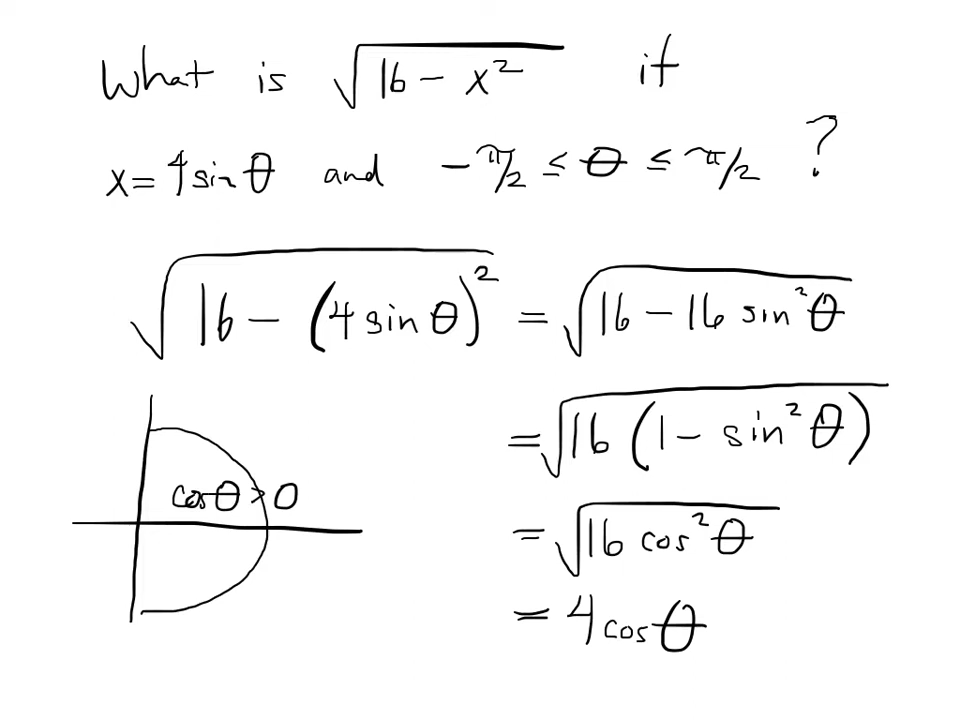 What is √(16 - x²) if
x = 4 sin θ and -π/2 ≤ θ ≤ π/2 ?
√(16 - (4 sin θ)²) = √(16 - 16 sin²θ)
= √(16 (1 - sin²θ))
cos θ > 0
= √(16 cos²θ)
= 4 cos θ